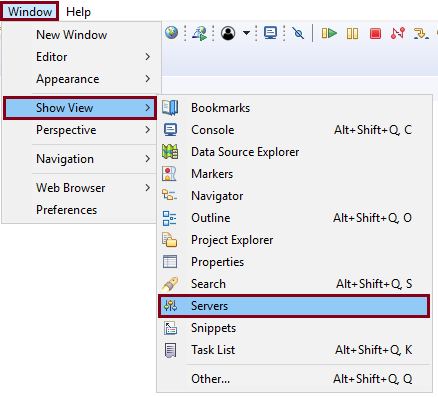 Window Help
New Window
Editor
Appearance
Show View
Perspective
Navigation
Web Browser
Preferences
Bookmarks
Console Alt+Shift+Q, C
Data Source Explorer
Markers
Navigator
Outline Alt+Shift+Q, O
Project Explorer
Properties
Search Alt+Shift+Q, S
Servers
Snippets
Task List Alt+Shift+Q, K
Other... Alt+Shift+Q, Q